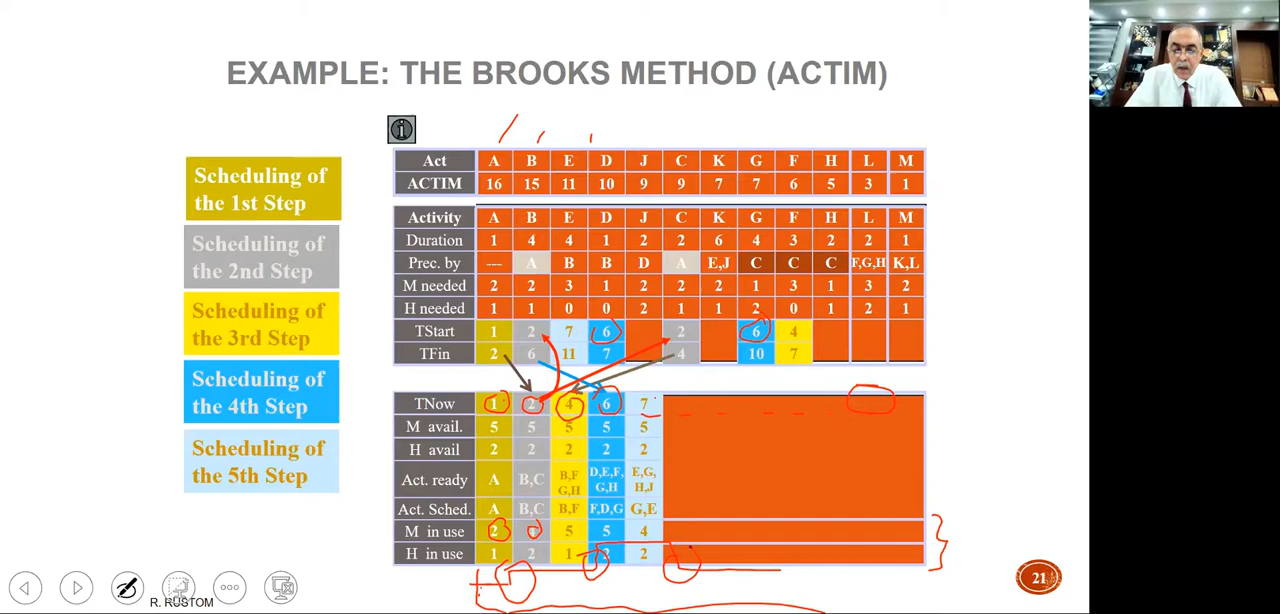 EXAMPLE: THE BROOKS METHOD (ACTIM)
Scheduling of
the 1st Step
Scheduling of
the 2nd Step
Scheduling of
the 3rd Step
Scheduling of
the 4th Step
Scheduling of
the 5th Step
Act A B E D J C K G F H L M
ACTIM 16 15 11 10 9 9 7 7 6 5 3 1
Activity A B E D J C K G F H L M
Duration 1 4 4 1 2 2 6 4 3 2 2 1
Prec. by --- A B B D A E,J C C C F,G,H K,L
M needed 2 2 3 1 2 2 2 1 3 1 3 2
H needed 1 1 0 0 2 1 1 2 0 1 2 1
TStart 1 2 7 6 2 6 4
TFin 2 6 11 7 4 10 7
TNow 1 2 4 6 7
M avail. 5 5 5 5 5
H avail 2 2 2 2 2
Act. ready A B,C B,F G,H D,E,F, G,H E,G, H,J
Act. Sched. A B,C B,F F,D,G G,E
M in use 2 4 5 5 4
H in use 1 2 1 2
R. RUSTOM
21